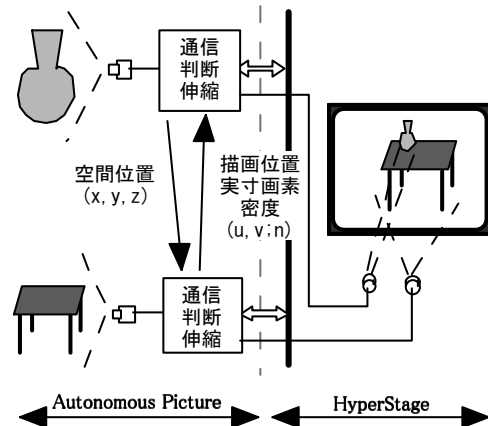 通信
判断
伸縮
空間位置
(x, y, z)
描画位置
実寸画素
密度
(u, v;n)
通信
判断
伸縮
Autonomous Picture
HyperStage